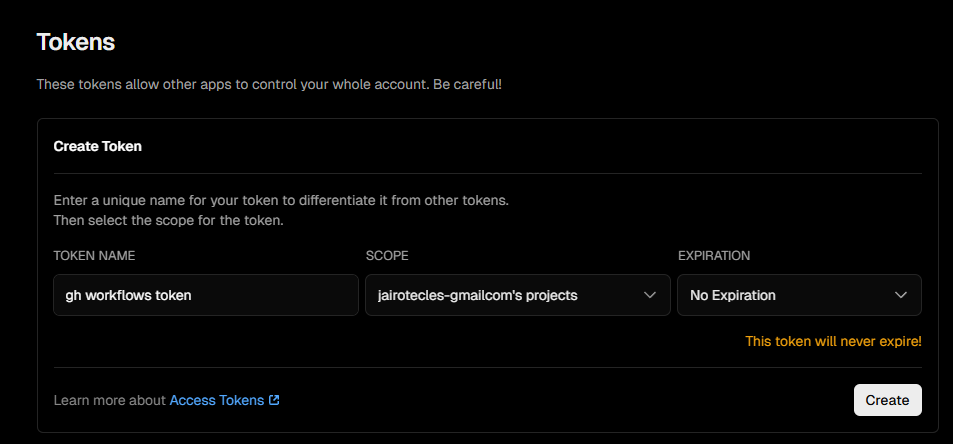 Tokens
These tokens allow other apps to control your whole account. Be careful!
Create Token
Enter a unique name for your token to differentiate it from other tokens.
Then select the scope for the token.
TOKEN NAME
SCOPE
EXPIRATION
gh workflows token
jairotecles-gmailcom's projects
No Expiration
This token will never expire!
Learn more about Access Tokens
Create